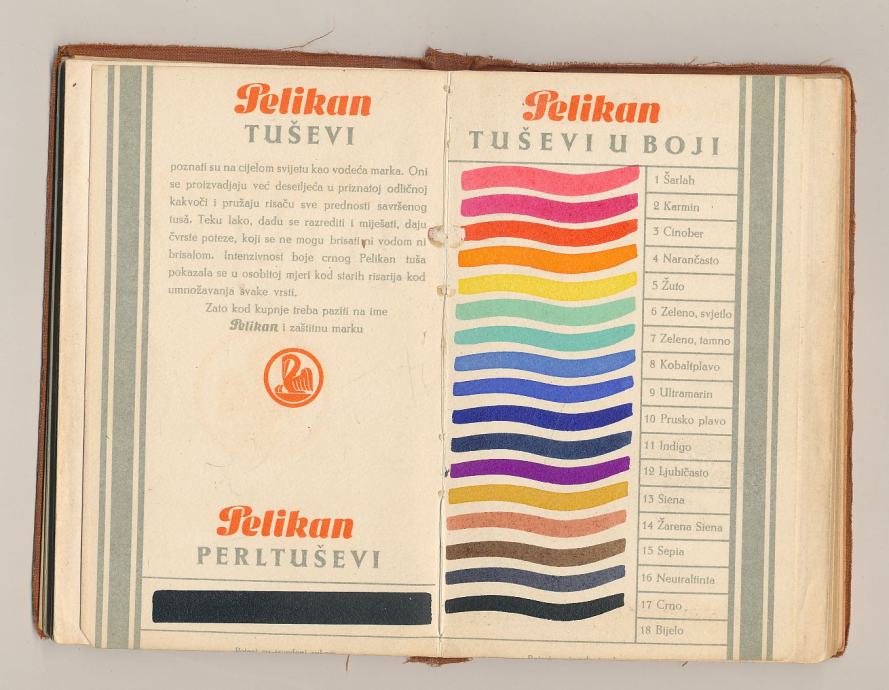 Pelikan
TUŠEVI
poznati su na cijelom svijetu kao vodeća marka. Oni
se proizvadjaju već desetljeća u priznatoj odličnoj
kakvoći i pružaju risaču sve prednosti savršenog
tuša. Teku lako, dadu se razrediti i miješati, daju
čvrste poteze, koji se ne mogu brisati ni vodom ni
brisalom. Intenzivnost boje crnog Pelikan tuša
pokazala se u osobitoj mjeri kod starih risarija kod
umnožavanja svake vrsti.
Zato kod kupnje treba paziti na ime
Pelikan i zaštitnu marku
Pelikan
PERLTUŠEVI
Pelikan
TUŠEVI U BOJI
1 Šarlah
2 Karmin
3 Cinober
4 Narančasto
5 Žuto
6 Zeleno, svjetlo
7 Zeleno, tamno
8 Kobaltplavo
9 Ultramarin
10 Prusko plavo
11 Indigo
12 Ljubičasto
13 Siena
14 Žarena Siena
15 Sepia
16 Neutraltinta
17 Crno
18 Bijelo